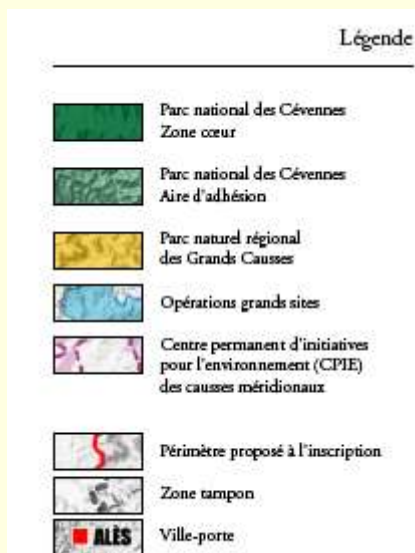 Légende
Parc national des Cévennes
Zone cœur
Parc national des Cévennes
Aire d'adhésion
Parc naturel régional
des Grands Causses
Opérations grands sites
Centre permanent d'initiatives
pour l'environnement (CPIE)
des causses méridionaux
Périmètre proposé à l'inscription
Zone tampon
ALÈS Ville-porte